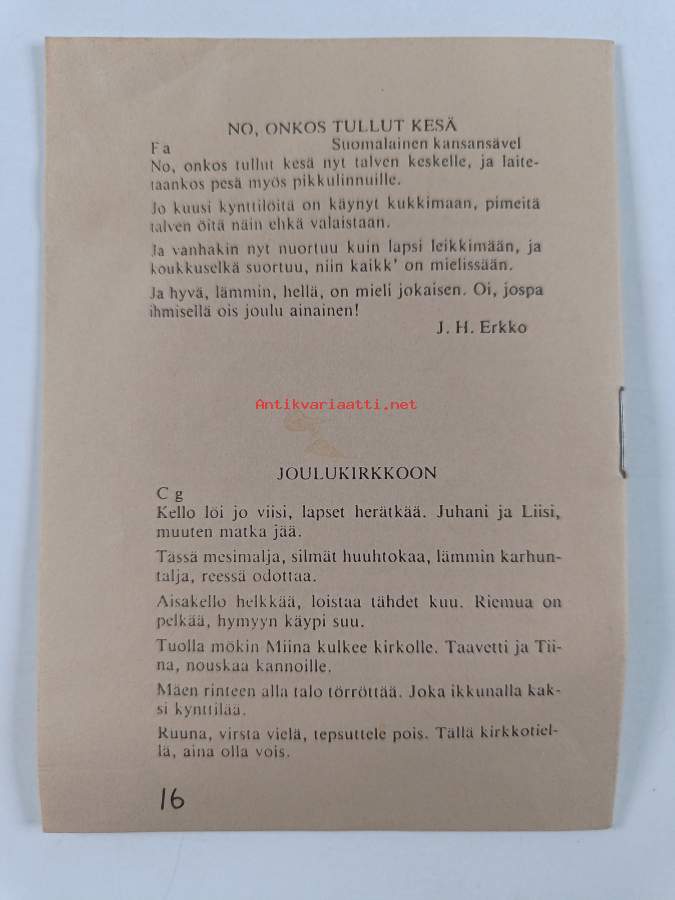 NO, ONKOS TULLUT KESÄ
F a Suomalainen kansansävel
No, onkos tullut kesä nyt talven keskelle, ja laite-
taankos pesä myös pikkulinnuille.
Jo kuusi kynttilöitä on käynyt kukkimaan, pimeitä
talven öitä näin ehkä valaistaan.
Ja vanhakin nyt nuortuu kuin lapsi leikkimään, ja
koukkuselkä suortuu, niin kaikk' on mielissään.
Ja hyvä, lämmin, hellä, on mieli jokaisen. Oi, jospa
ihmisellä ois joulu ainainen!
J. H. Erkko
Antikvariaatti.net
JOULUKIRKKOON
C g
Kello löi jo viisi, lapset herätkää. Juhani ja Liisi,
muuten matka jää.
Tässä mesimalja, silmät huuhtokaa, lämmin karhun-
talja, reessä odottaa.
Aisakello helkkää, loistaa tähdet kuu. Riemua on
pelkää, hymyyn käypi suu.
Tuolla mökin Miina kulkee kirkolle. Taavetti ja Tii-
na, nouskaa kannoille.
Mäen rinteen alla talo törröttää. Joka ikkunalla kak-
si kynttilää.
Ruuna, virsta vielä, tepsuttele pois. Tällä kirkkotiel-
lä, aina olla vois.
16